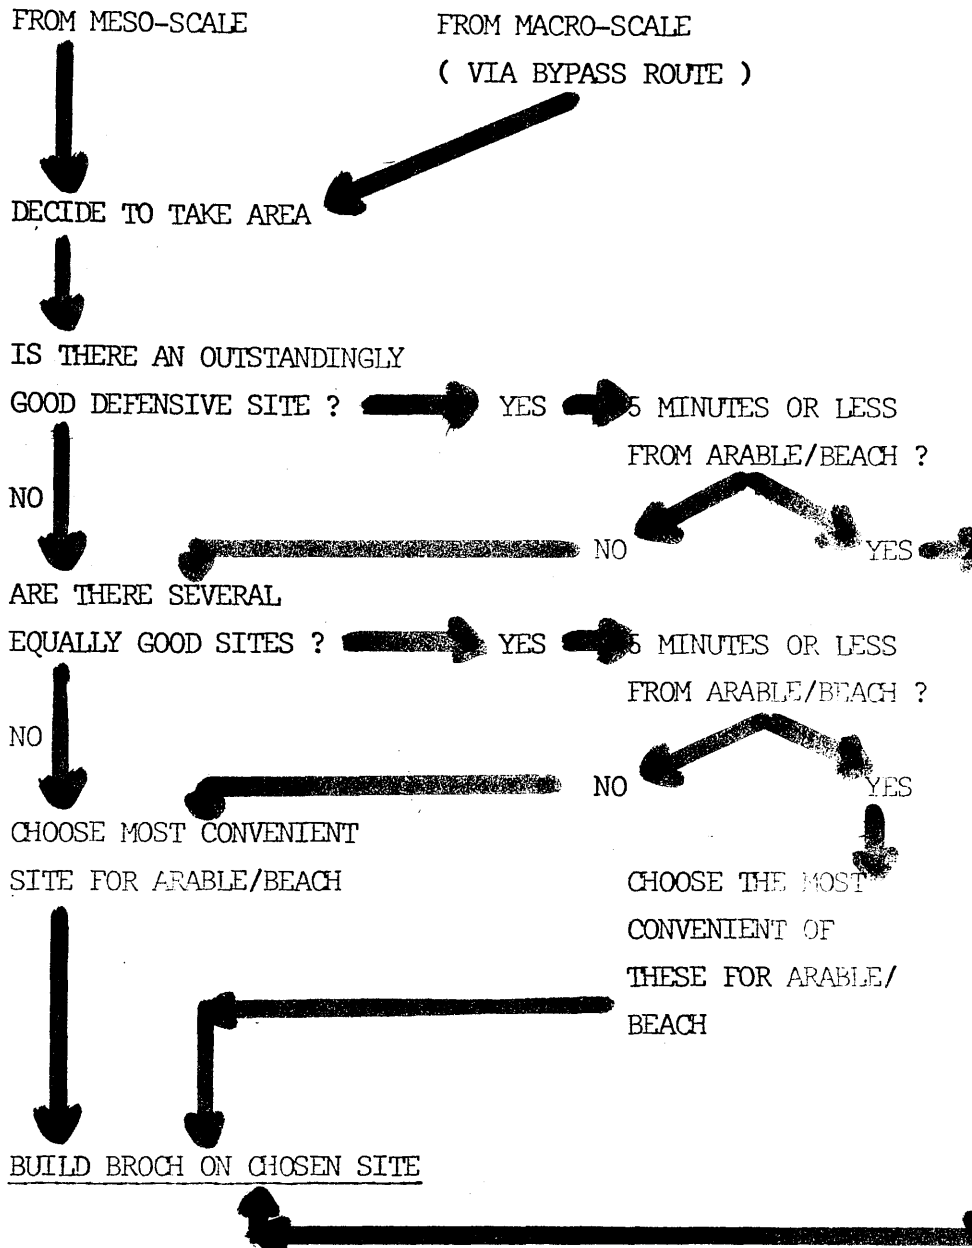 FROM MESO-SCALE
FROM MACRO-SCALE
( VIA BYPASS ROUTE )
DECIDE TO TAKE AREA
IS THERE AN OUTSTANDINGLY
GOOD DEFENSIVE SITE ?
YES
5 MINUTES OR LESS
FROM ARABLE/BEACH ?
NO
NO
YES
ARE THERE SEVERAL
EQUALLY GOOD SITES ?
YES
5 MINUTES OR LESS
FROM ARABLE/BEACH ?
NO
NO
YES
CHOOSE MOST CONVENIENT
SITE FOR ARABLE/BEACH
CHOOSE THE MOST
CONVENIENT OF
THESE FOR ARABLE/
BEACH
BUILD BROCH ON CHOSEN SITE